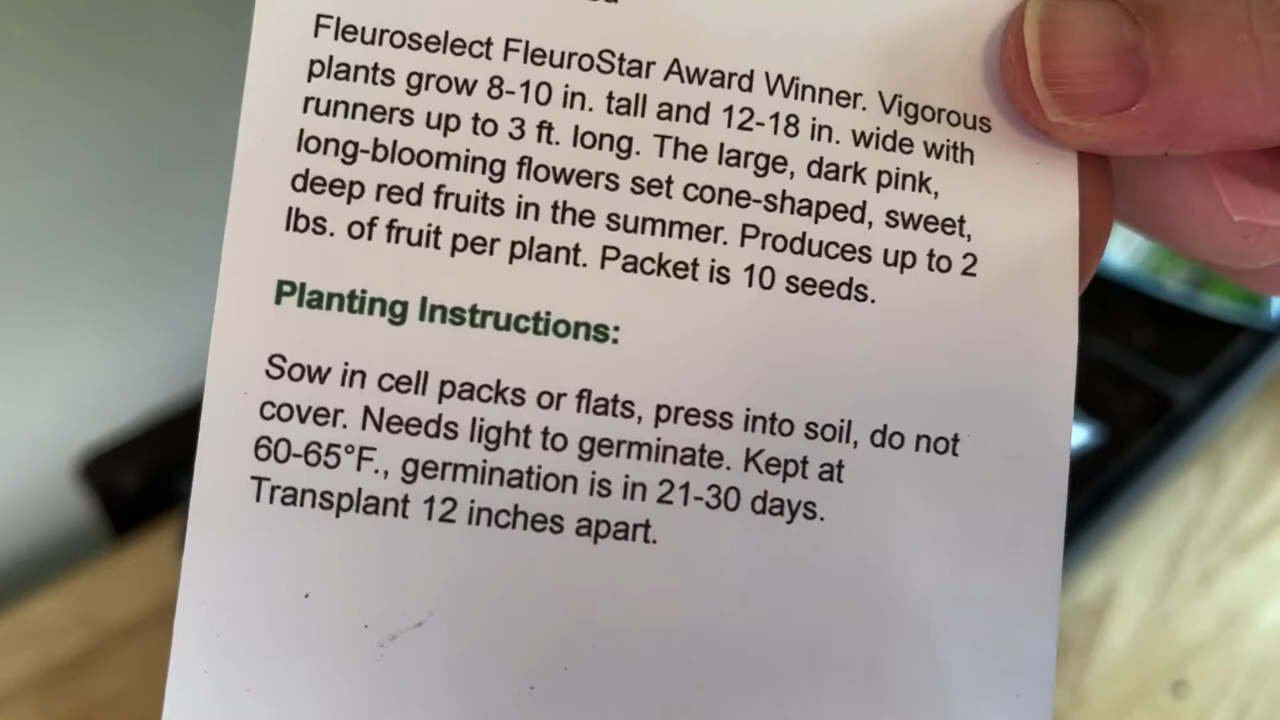 Fleuroselect FleuroStar Award Winner. Vigorous
plants grow 8-10 in. tall and 12-18 in. wide with
runners up to 3 ft. long. The large, dark pink,
long-blooming flowers set cone-shaped, sweet,
deep red fruits in the summer. Produces up to 2
lbs. of fruit per plant. Packet is 10 seeds.
Planting Instructions:
Sow in cell packs or flats, press into soil, do not
cover. Needs light to germinate. Kept at
60-65°F., germination is in 21-30 days.
Transplant 12 inches apart.